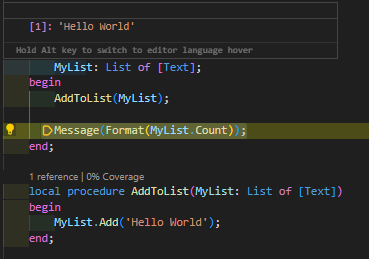 [1]: 'Hello World'
Hold Alt key to switch to editor language hover
MyList: List of [Text];
begin
AddToList(MyList);
Message(Format(MyList.Count));
end;
1 reference | 0% Coverage
local procedure AddToList(MyList: List of [Text])
begin
MyList.Add('Hello World');
end;